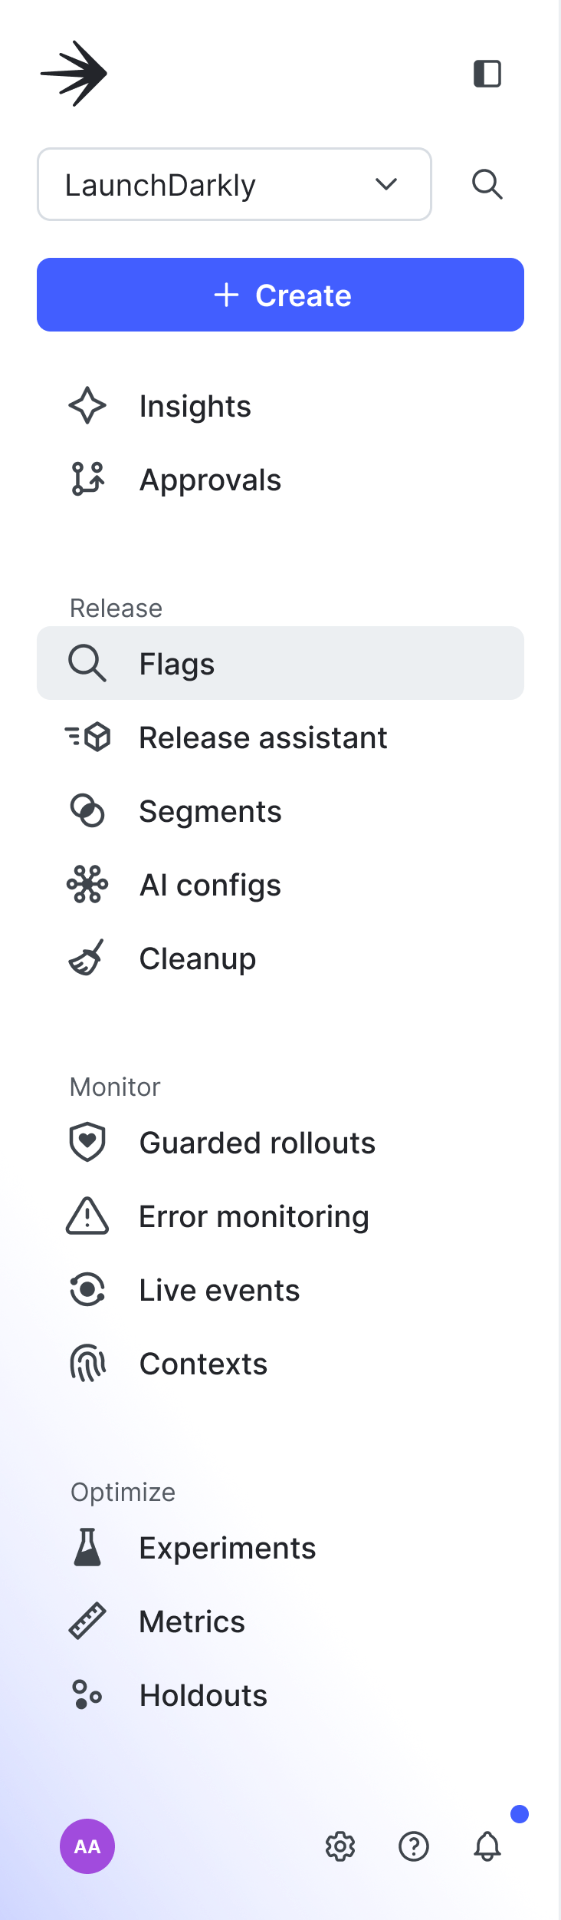 LaunchDarkly
Create
Insights
Approvals
Release
Flags
Release assistant
Segments
AI configs
Cleanup
Monitor
Guarded rollouts
Error monitoring
Live events
Contexts
Optimize
Experiments
Metrics
Holdouts
AA